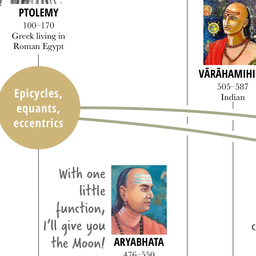 PTOLEMY
100–170
Greek living in
Roman Egypt
VĀRĀHAMIHI
505–587
Indian
Epicycles,
equants,
eccentrics
With one
little
function,
I'll give you
the Moon!
ARYABHATA
476–550